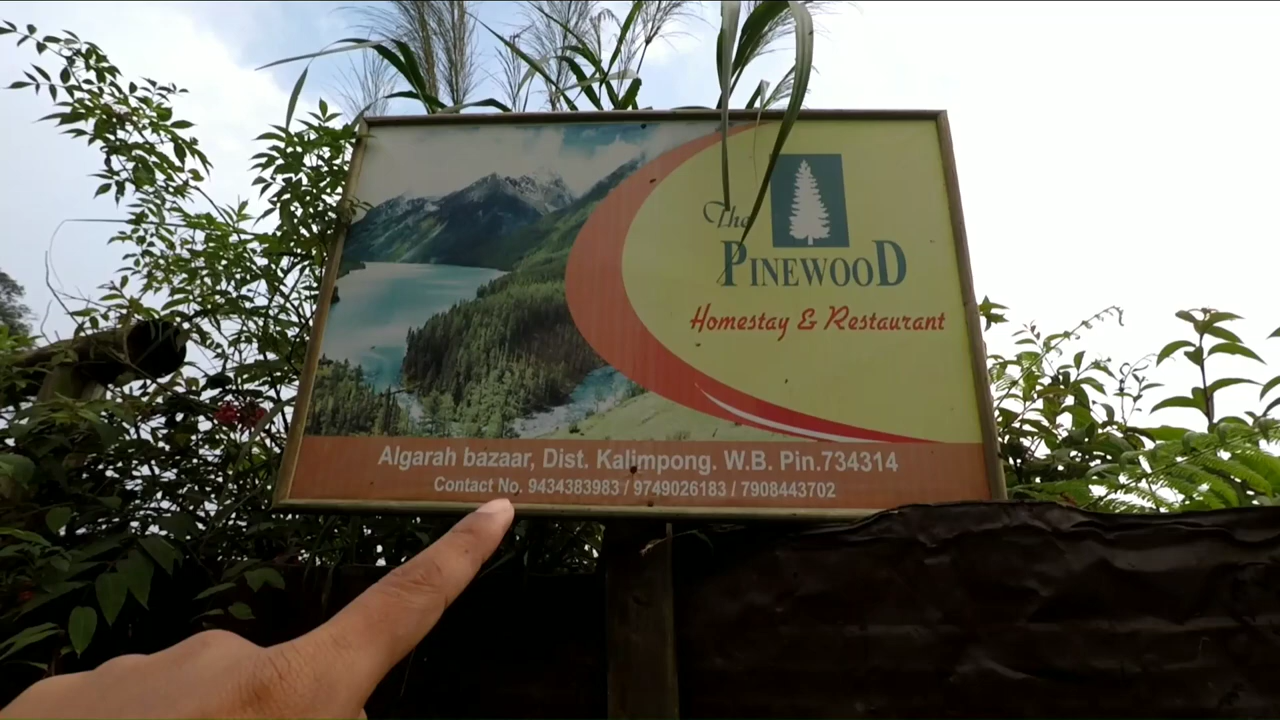 The
PINEWOOD
Homestay & Restaurant
Algarah bazaar, Dist. Kalimpong. W.B. Pin.734314
Contact No. 9434383983 / 9749026183 / 7908443702